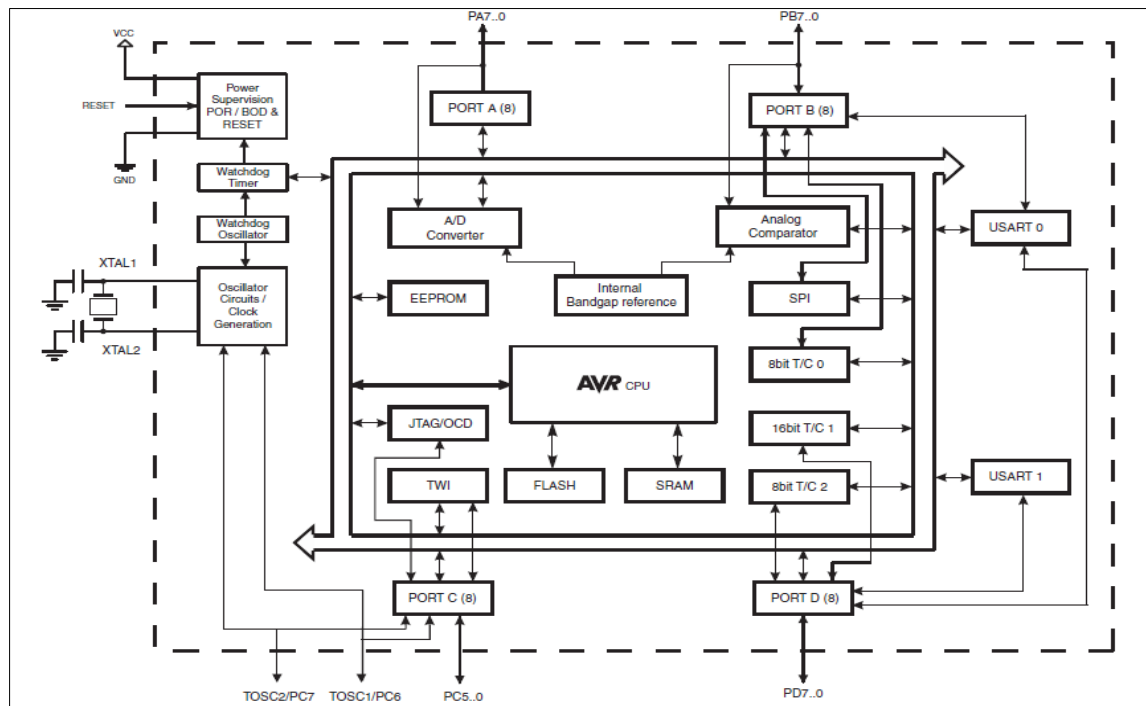 PA7..0
PB7..0
VCC
RESET
GND
Power
Supervision
POR / BOD &
RESET
PORT A (8)
PORT B (8)
Watchdog
Timer
Watchdog
Oscillator
A/D
Converter
Analog
Comparator
USART 0
XTAL1
XTAL2
Oscillator
Circuits /
Clock
Generation
EEPROM
Internal
Bandgap reference
SPI
AVR CPU
8bit T/C 0
JTAG/OCD
16bit T/C 1
TWI
FLASH
SRAM
8bit T/C 2
USART 1
PORT C (8)
PORT D (8)
TOSC2/PC7
TOSC1/PC6
PC5..0
PD7..0